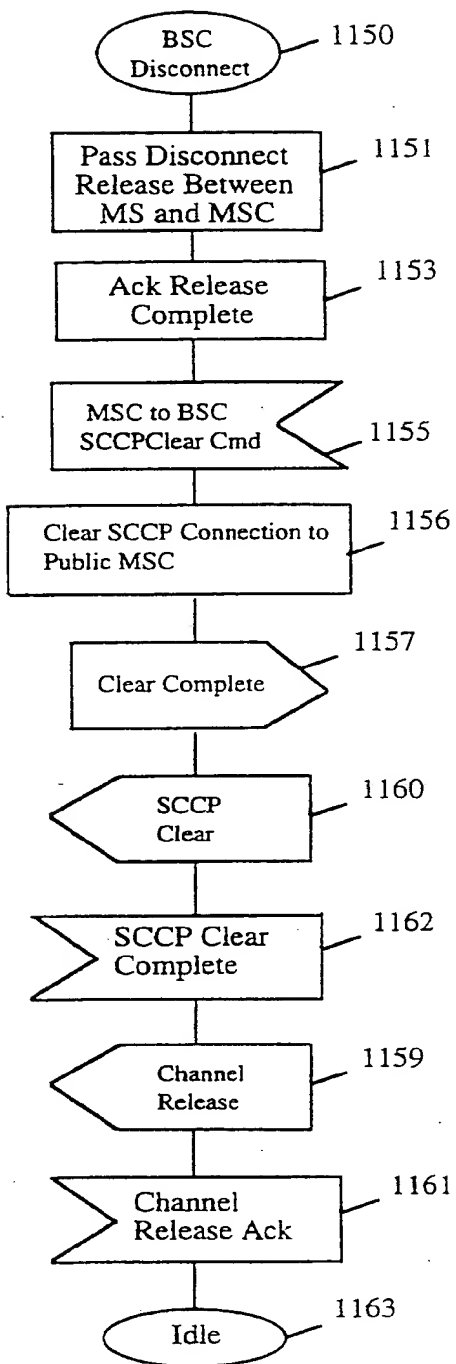 BSC
Disconnect
1150
Pass Disconnect
Release Between
MS and MSC
1151
Ack Release
Complete
1153
MSC to BSC
SCCPClear Cmd
1155
Clear SCCP Connection to
Public MSC
1156
Clear Complete
1157
SCCP
Clear
1160
SCCP Clear
Complete
1162
Channel
Release
1159
Channel
Release Ack
1161
Idle
1163